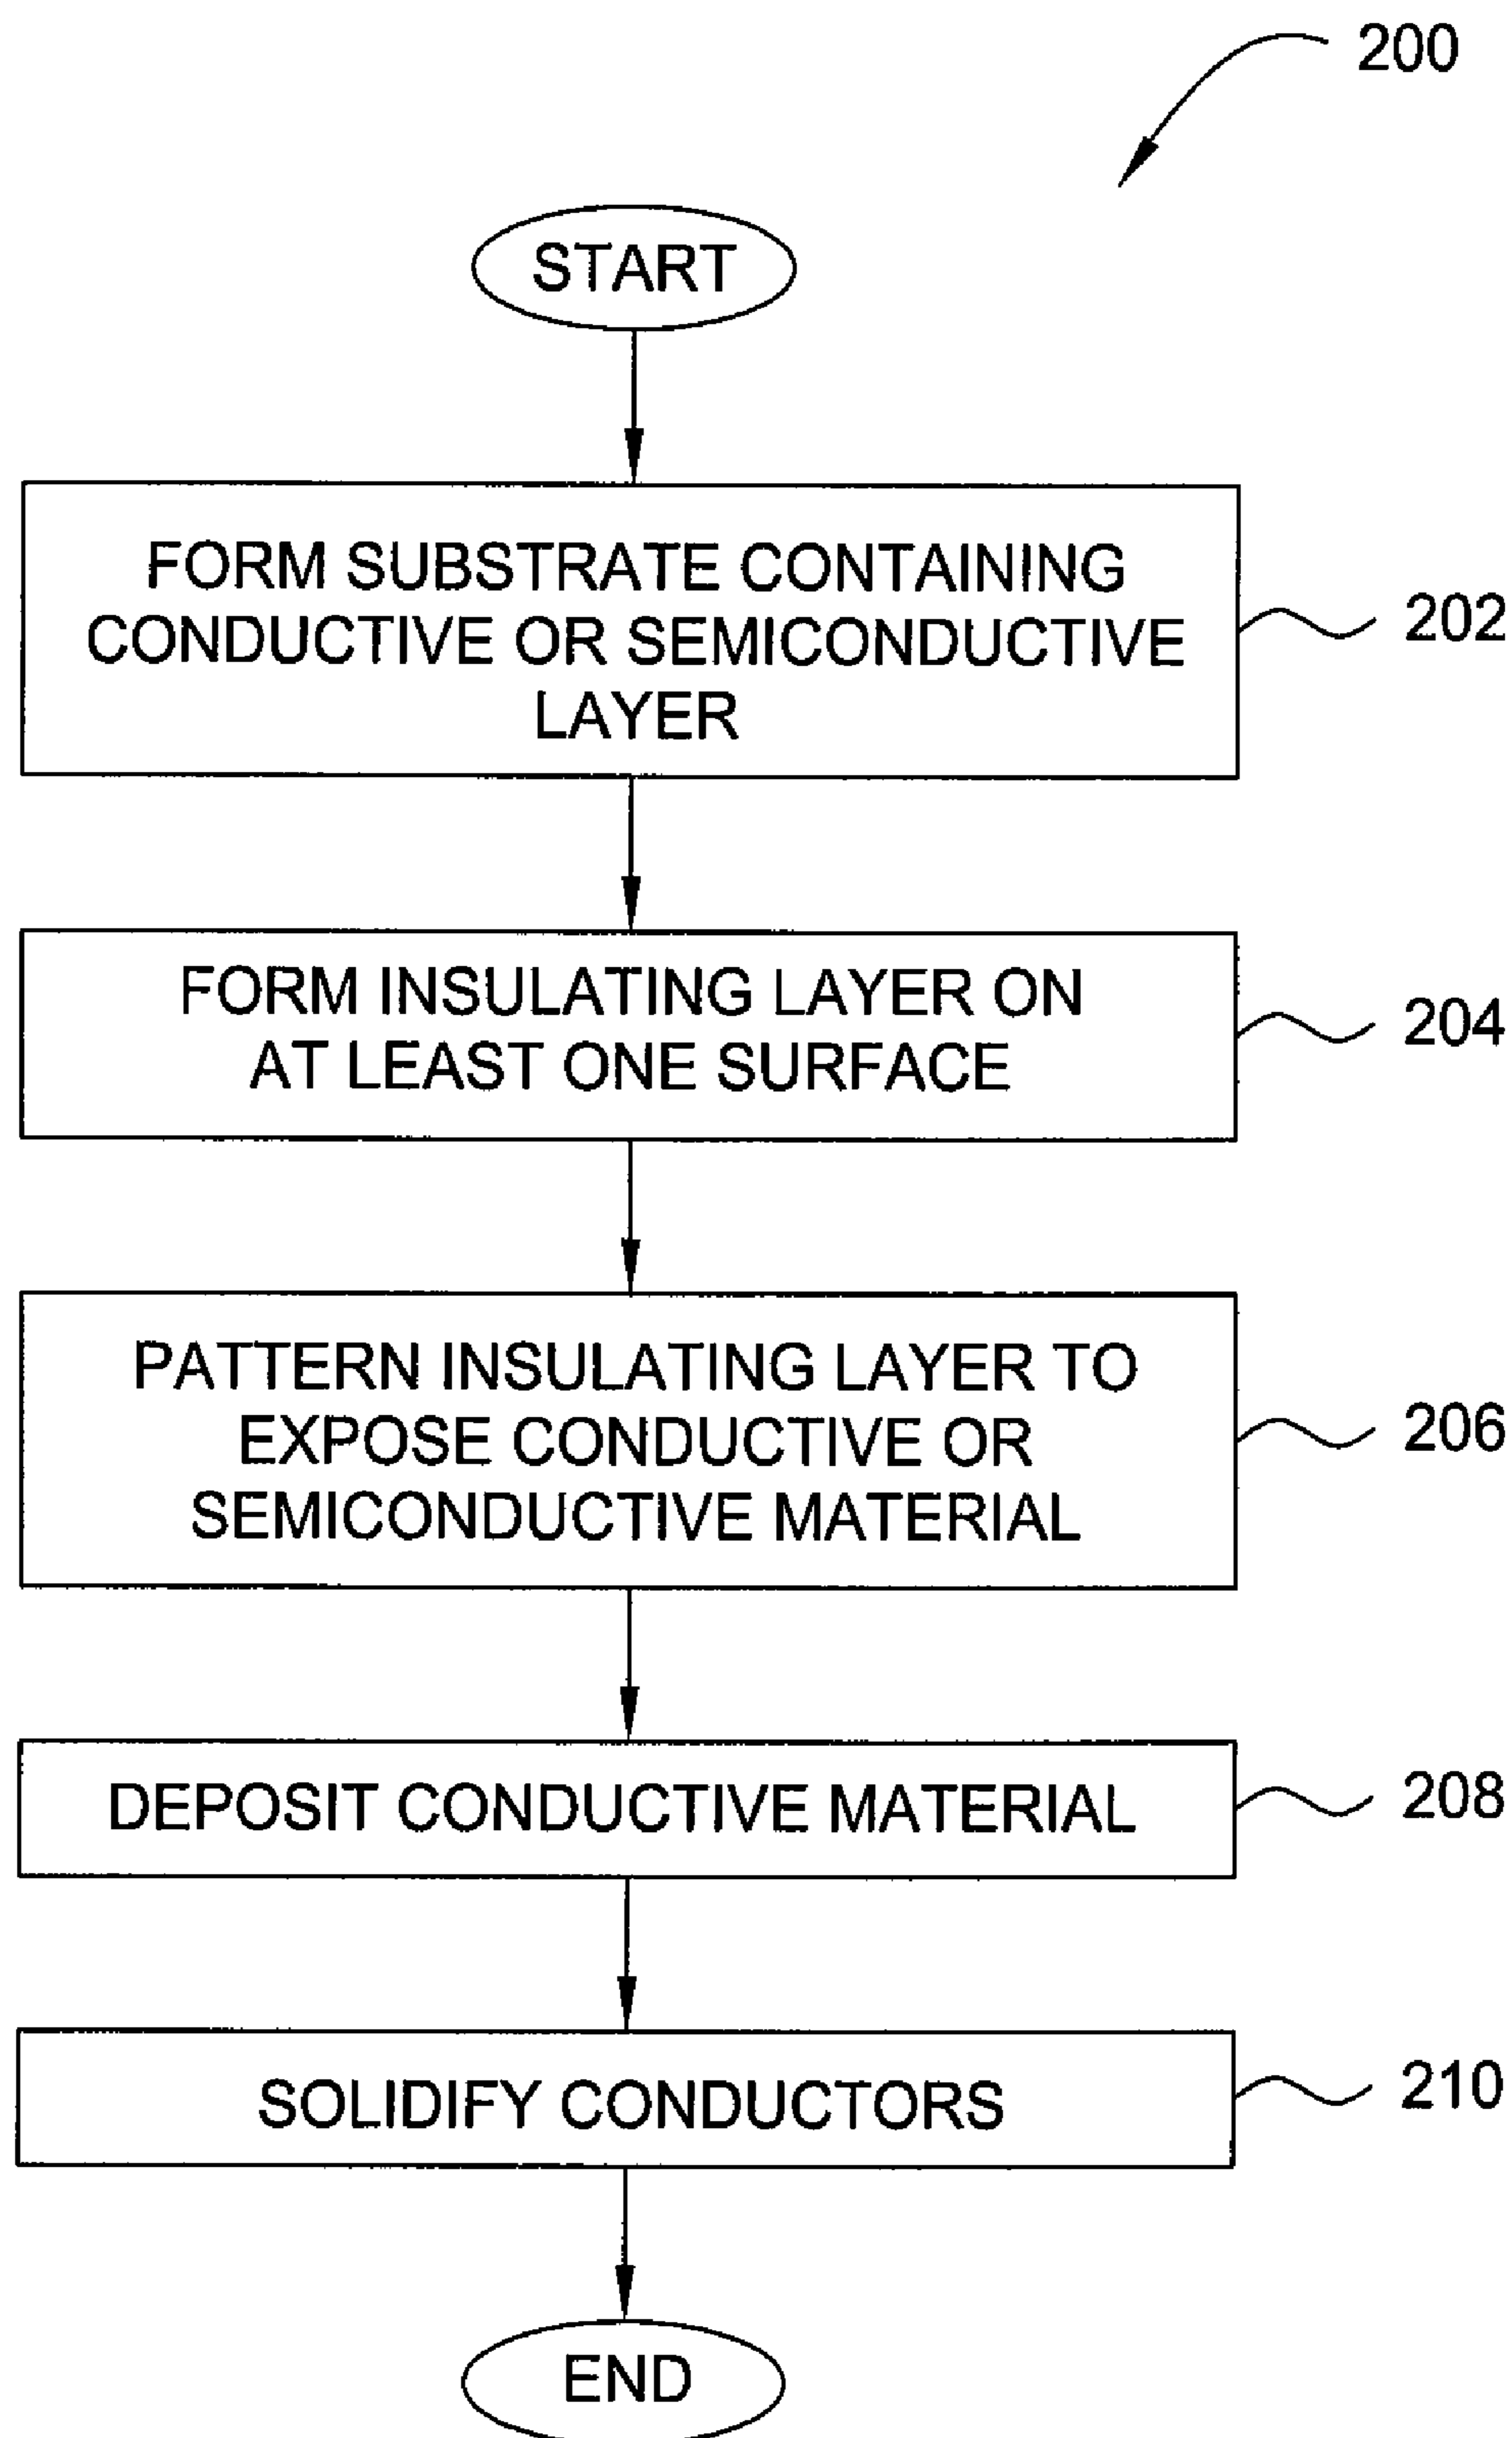 200
START
FORM SUBSTRATE CONTAINING
CONDUCTIVE OR SEMICONDUCTIVE
LAYER
202
FORM INSULATING LAYER ON
AT LEAST ONE SURFACE
204
PATTERN INSULATING LAYER TO
EXPOSE CONDUCTIVE OR
SEMICONDUCTIVE MATERIAL
206
DEPOSIT CONDUCTIVE MATERIAL
208
SOLIDIFY CONDUCTORS
210
END